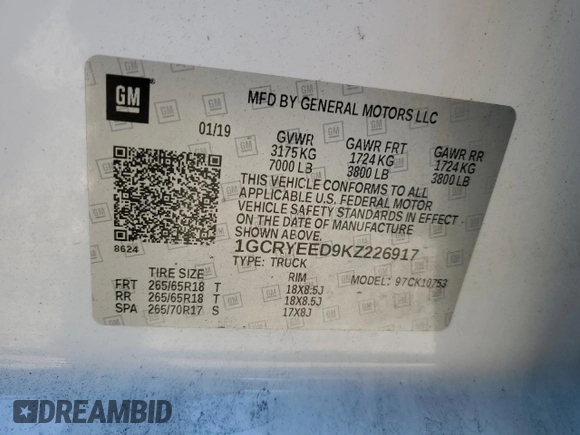 GM
MFD BY GENERAL MOTORS LLC
01/19
GVWR GAWR FRT GAWR RR
3175 KG 1724 KG 1724 KG
7000 LB 3800 LB 3800 LB
THIS VEHICLE CONFORMS TO ALL
APPLICABLE U.S. FEDERAL MOTOR
VEHICLE SAFETY STANDARDS IN EFFECT
ON THE DATE OF MANUFACTURE
SHOWN ABOVE.
8624
1GCRYEED9KZ226917
TYPE: TRUCK
MODEL: 97CK10753
TIRE SIZE RIM
FRT 265/65R18 T 18X8.5J
RR 265/65R18 T 18X8.5J
SPA 265/70R17 S 17X8J
DREAMBID